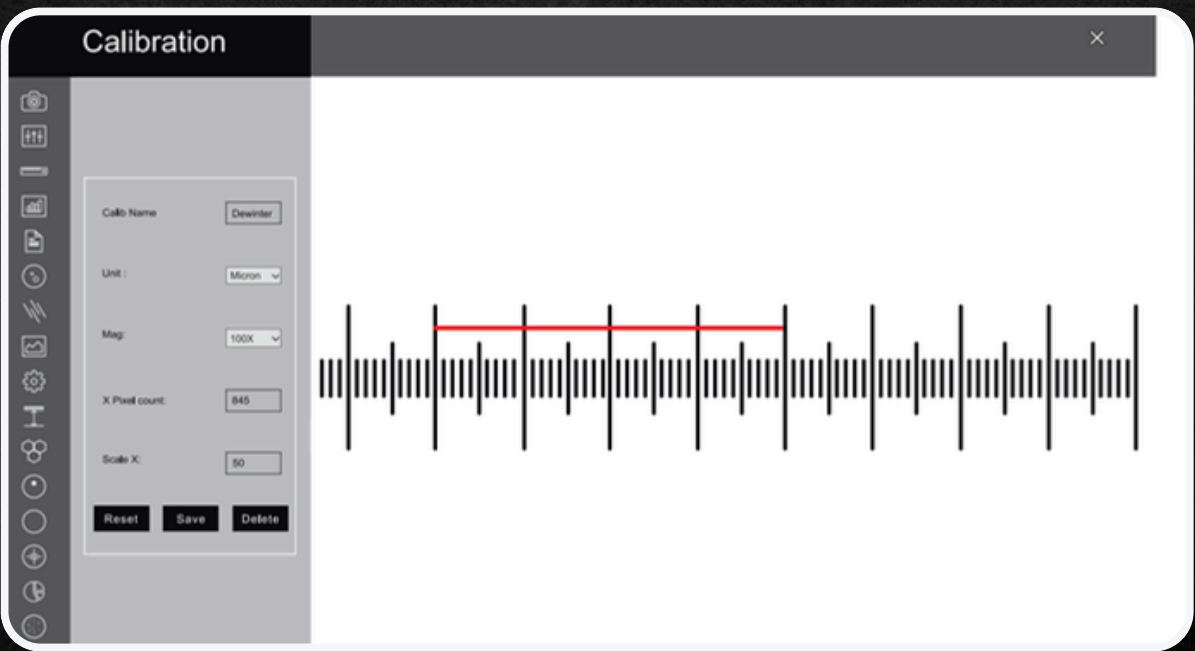 Calibration
Calib Name
Dewinter
Unit :
Micron
Mag:
100X
X Pixel count:
845
Scale X:
50
Reset Save Delete